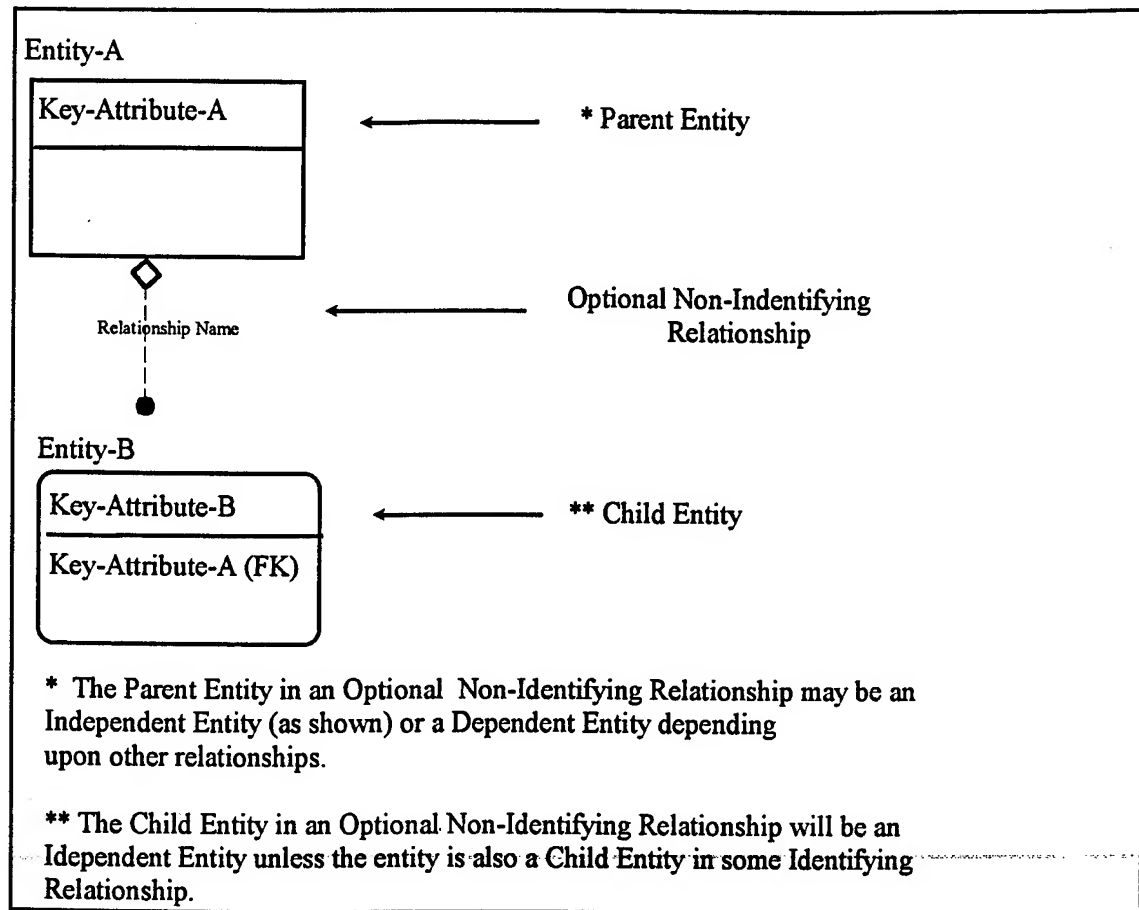 Entity-A
Key-Attribute-A
* Parent Entity
Optional Non-Indentifying
Relationship
Relationship Name
Entity-B
Key-Attribute-B
** Child Entity
Key-Attribute-A (FK)
* The Parent Entity in an Optional Non-Identifying Relationship may be an
Independent Entity (as shown) or a Dependent Entity depending
upon other relationships.
** The Child Entity in an Optional Non-Identifying Relationship will be an
Idependent Entity unless the entity is also a Child Entity in some Identifying
Relationship.